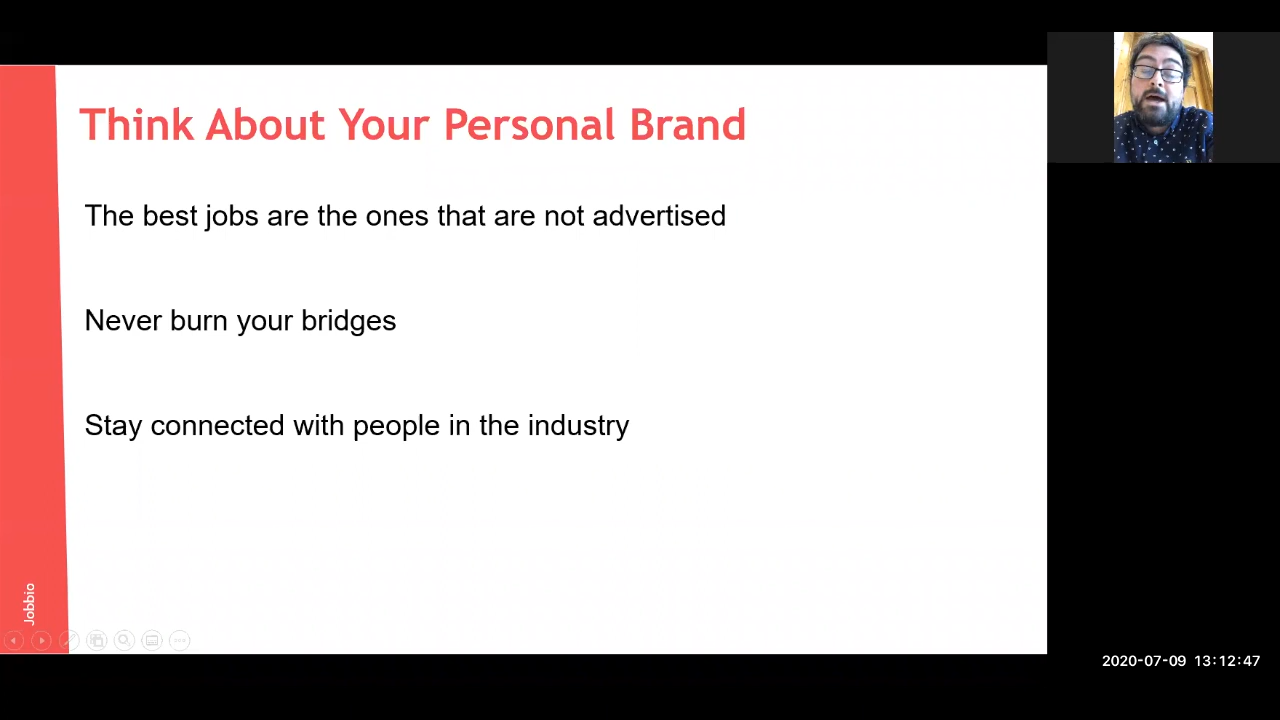 Think About Your Personal Brand
The best jobs are the ones that are not advertised
Never burn your bridges
Stay connected with people in the industry
Jobbio
2020-07-09 13:12:47